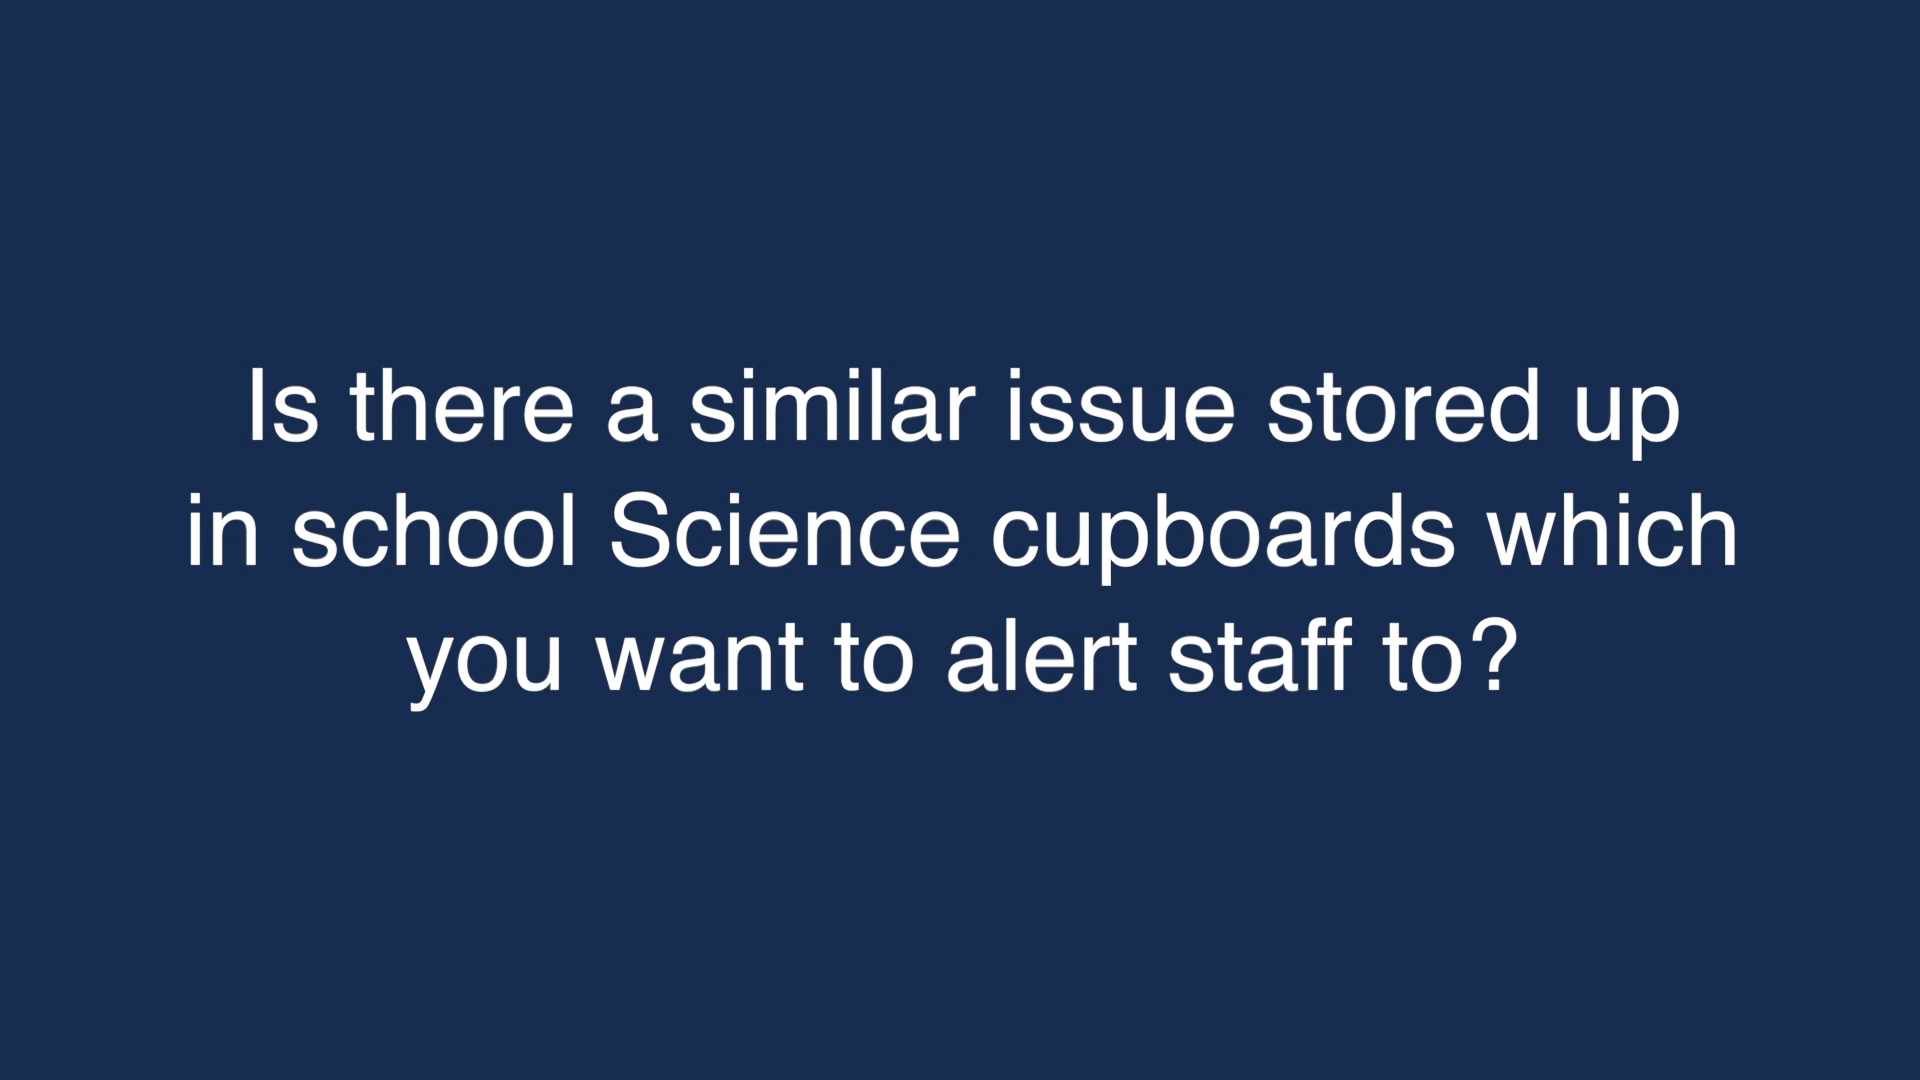 Is there a similar issue stored up
in school Science cupboards which
you want to alert staff to?